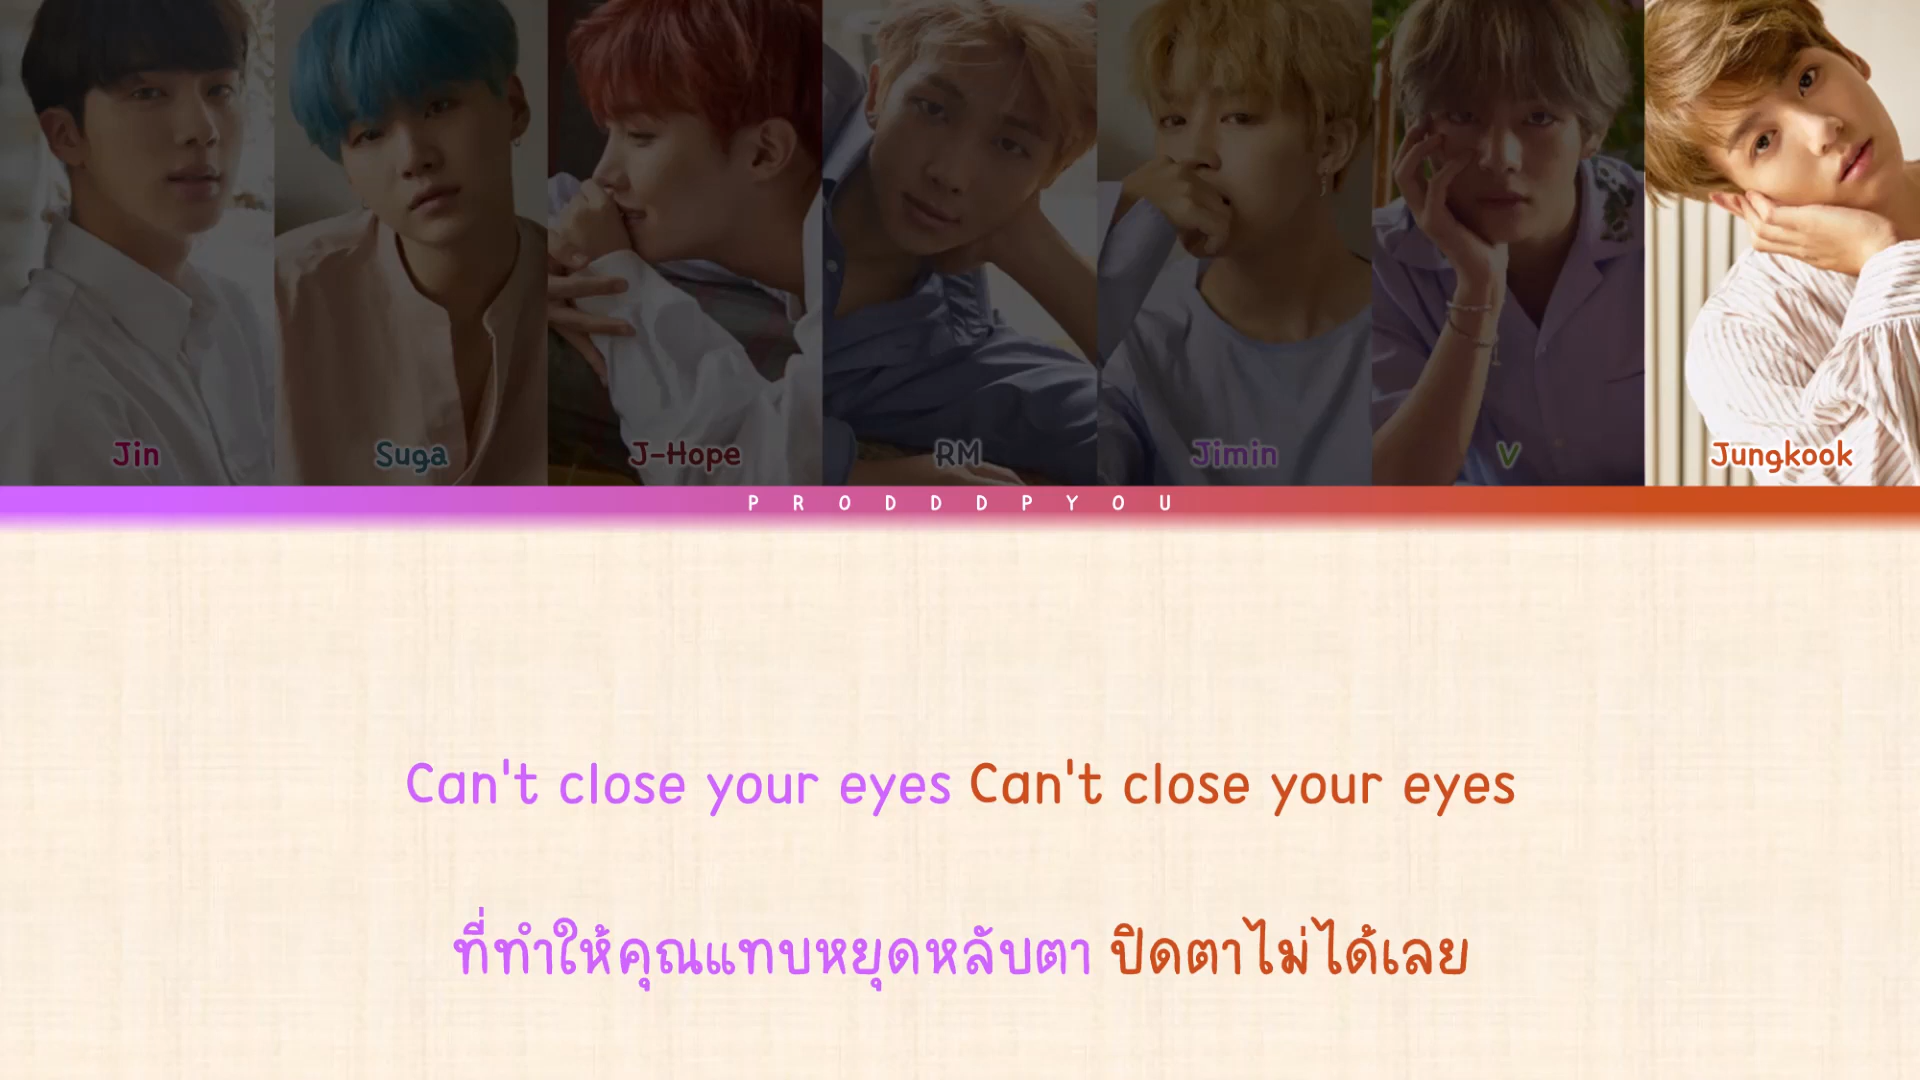 Jin Suga J-Hope RM Jimin V Jungkook
PRODDDPYOU
Can't close your eyes Can't close your eyes
ที่ทำให้คุณแทบหยุดหลับตา ปิดตาไม่ได้เลย